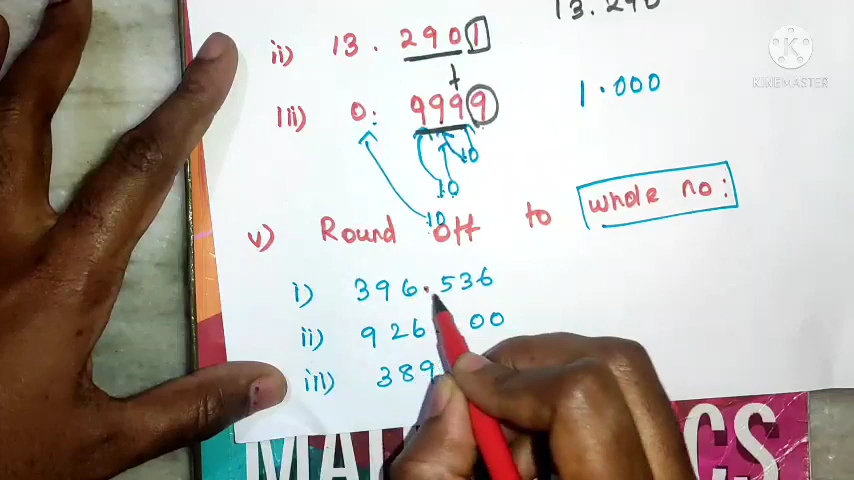 13.290
ii) 13.2901
iii) 0.9999 1.000
10
10
10
v) Round off to whole no:
i) 396.536
ii) 926. 00
iii) 389
KINEMASTER